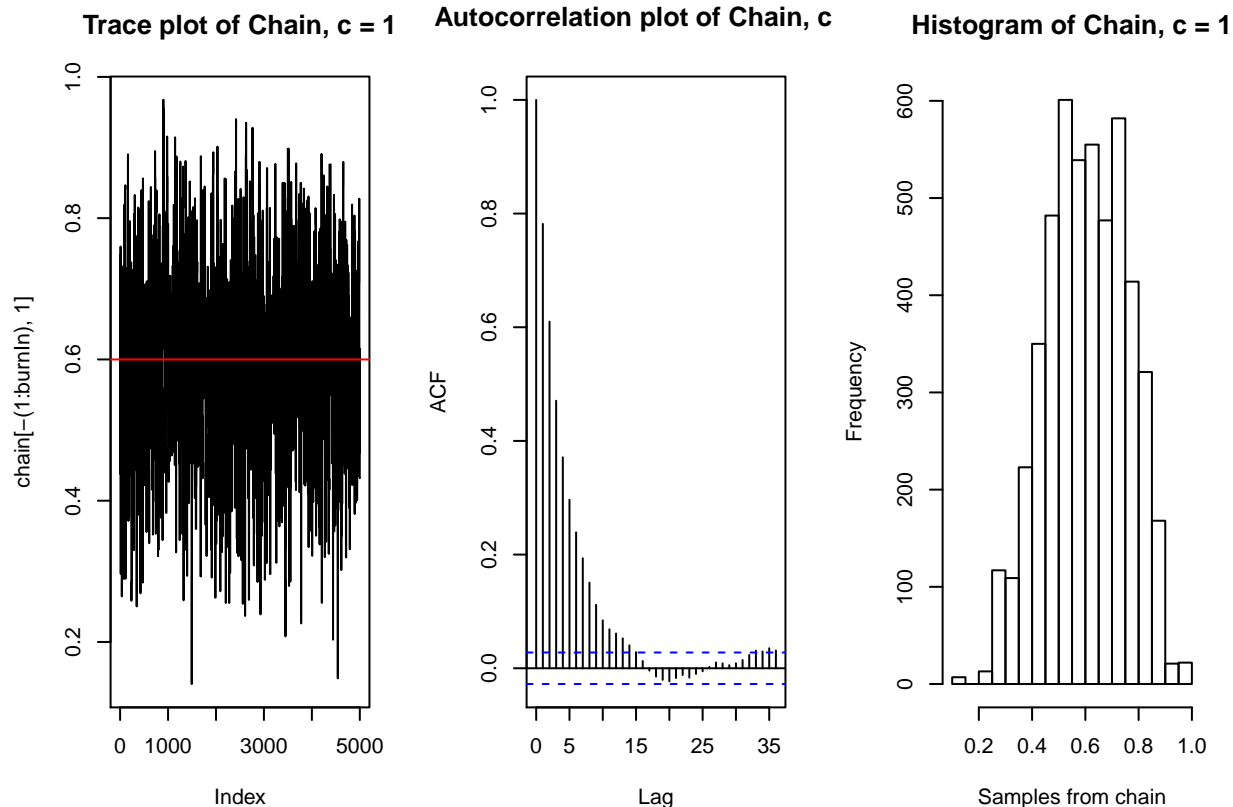 Trace plot of Chain, c = 1
chain[−(1:burnIn), 1]
1.0
0.8
0.6
0.4
0.2
0 1000 3000 5000
Index
Autocorrelation plot of Chain, c
ACF
1.0
0.8
0.6
0.4
0.2
0.0
0 5 15 25 35
Lag
Histogram of Chain, c = 1
Frequency
600
500
400
300
200
100
0
0.2 0.4 0.6 0.8 1.0
Samples from chain